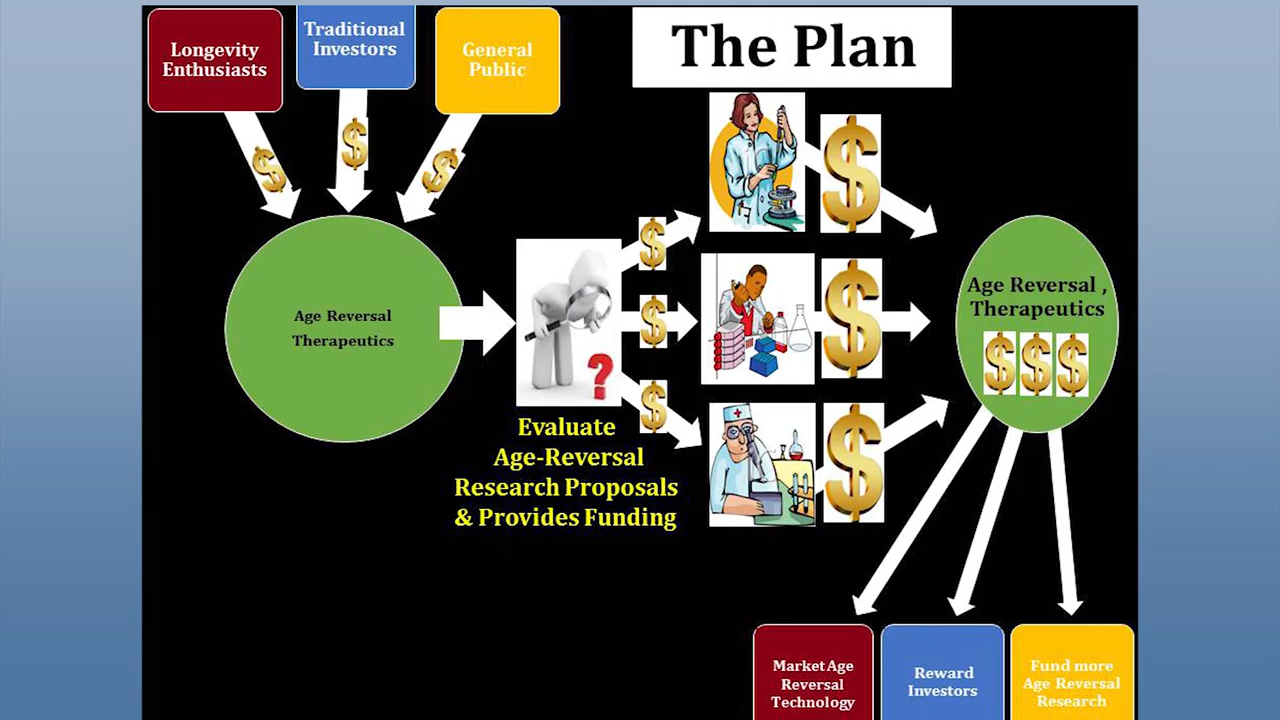 Longevity
Enthusiasts
Traditional
Investors
General
Public
The Plan
$
$
$
$
$
$
$
$
$
Age Reversal
Therapeutics
?
Evaluate
Age-Reversal
Research Proposals
& Provides Funding
Age Reversal ,
Therapeutics
$ $ $
Market Age
Reversal
Technology
Reward
Investors
Fund more
Age Reversal
Research